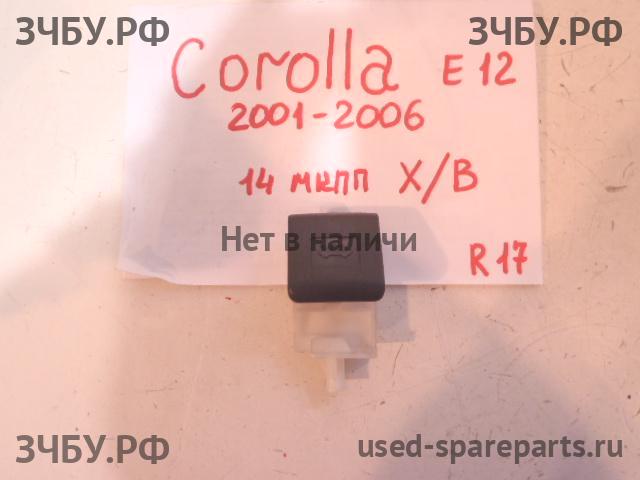 ЗЧБУ.РФ ЗЧБУ.РФ
Corolla E12
2001-2006
14 мкпп Х/В
Нет в наличи
R17
ЗЧБУ.РФ used-spareparts.ru